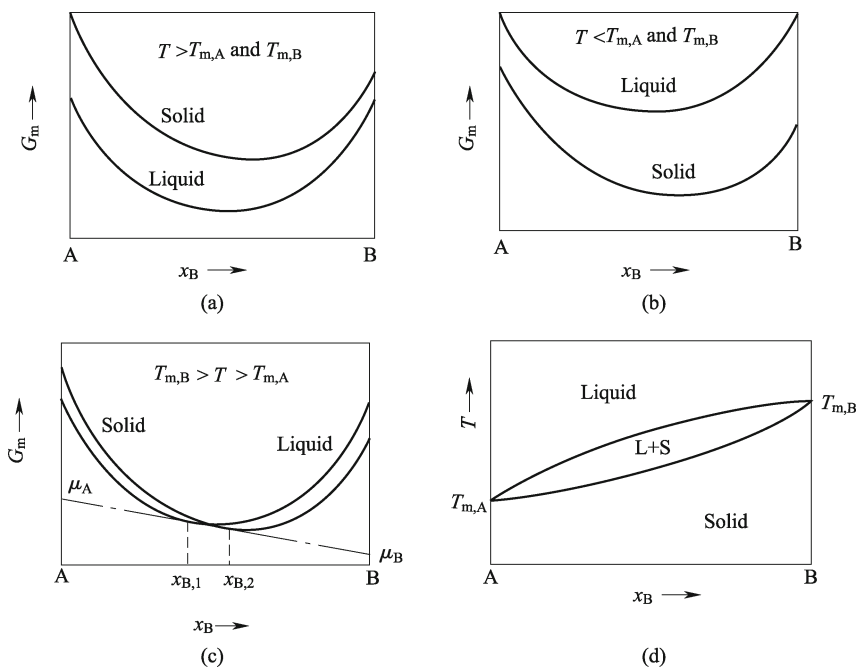 T > Tm,A and Tm,B
Solid
Liquid
Gm
A
B
xB
(a)
T < Tm,A and Tm,B
Liquid
Solid
Gm
A
B
xB
(b)
Tm,B > T > Tm,A
Solid
Liquid
Gm
μA
μB
A
xB,1
xB,2
B
xB
(c)
Liquid
T
Tm,B
L+S
Tm,A
Solid
A
B
xB
(d)